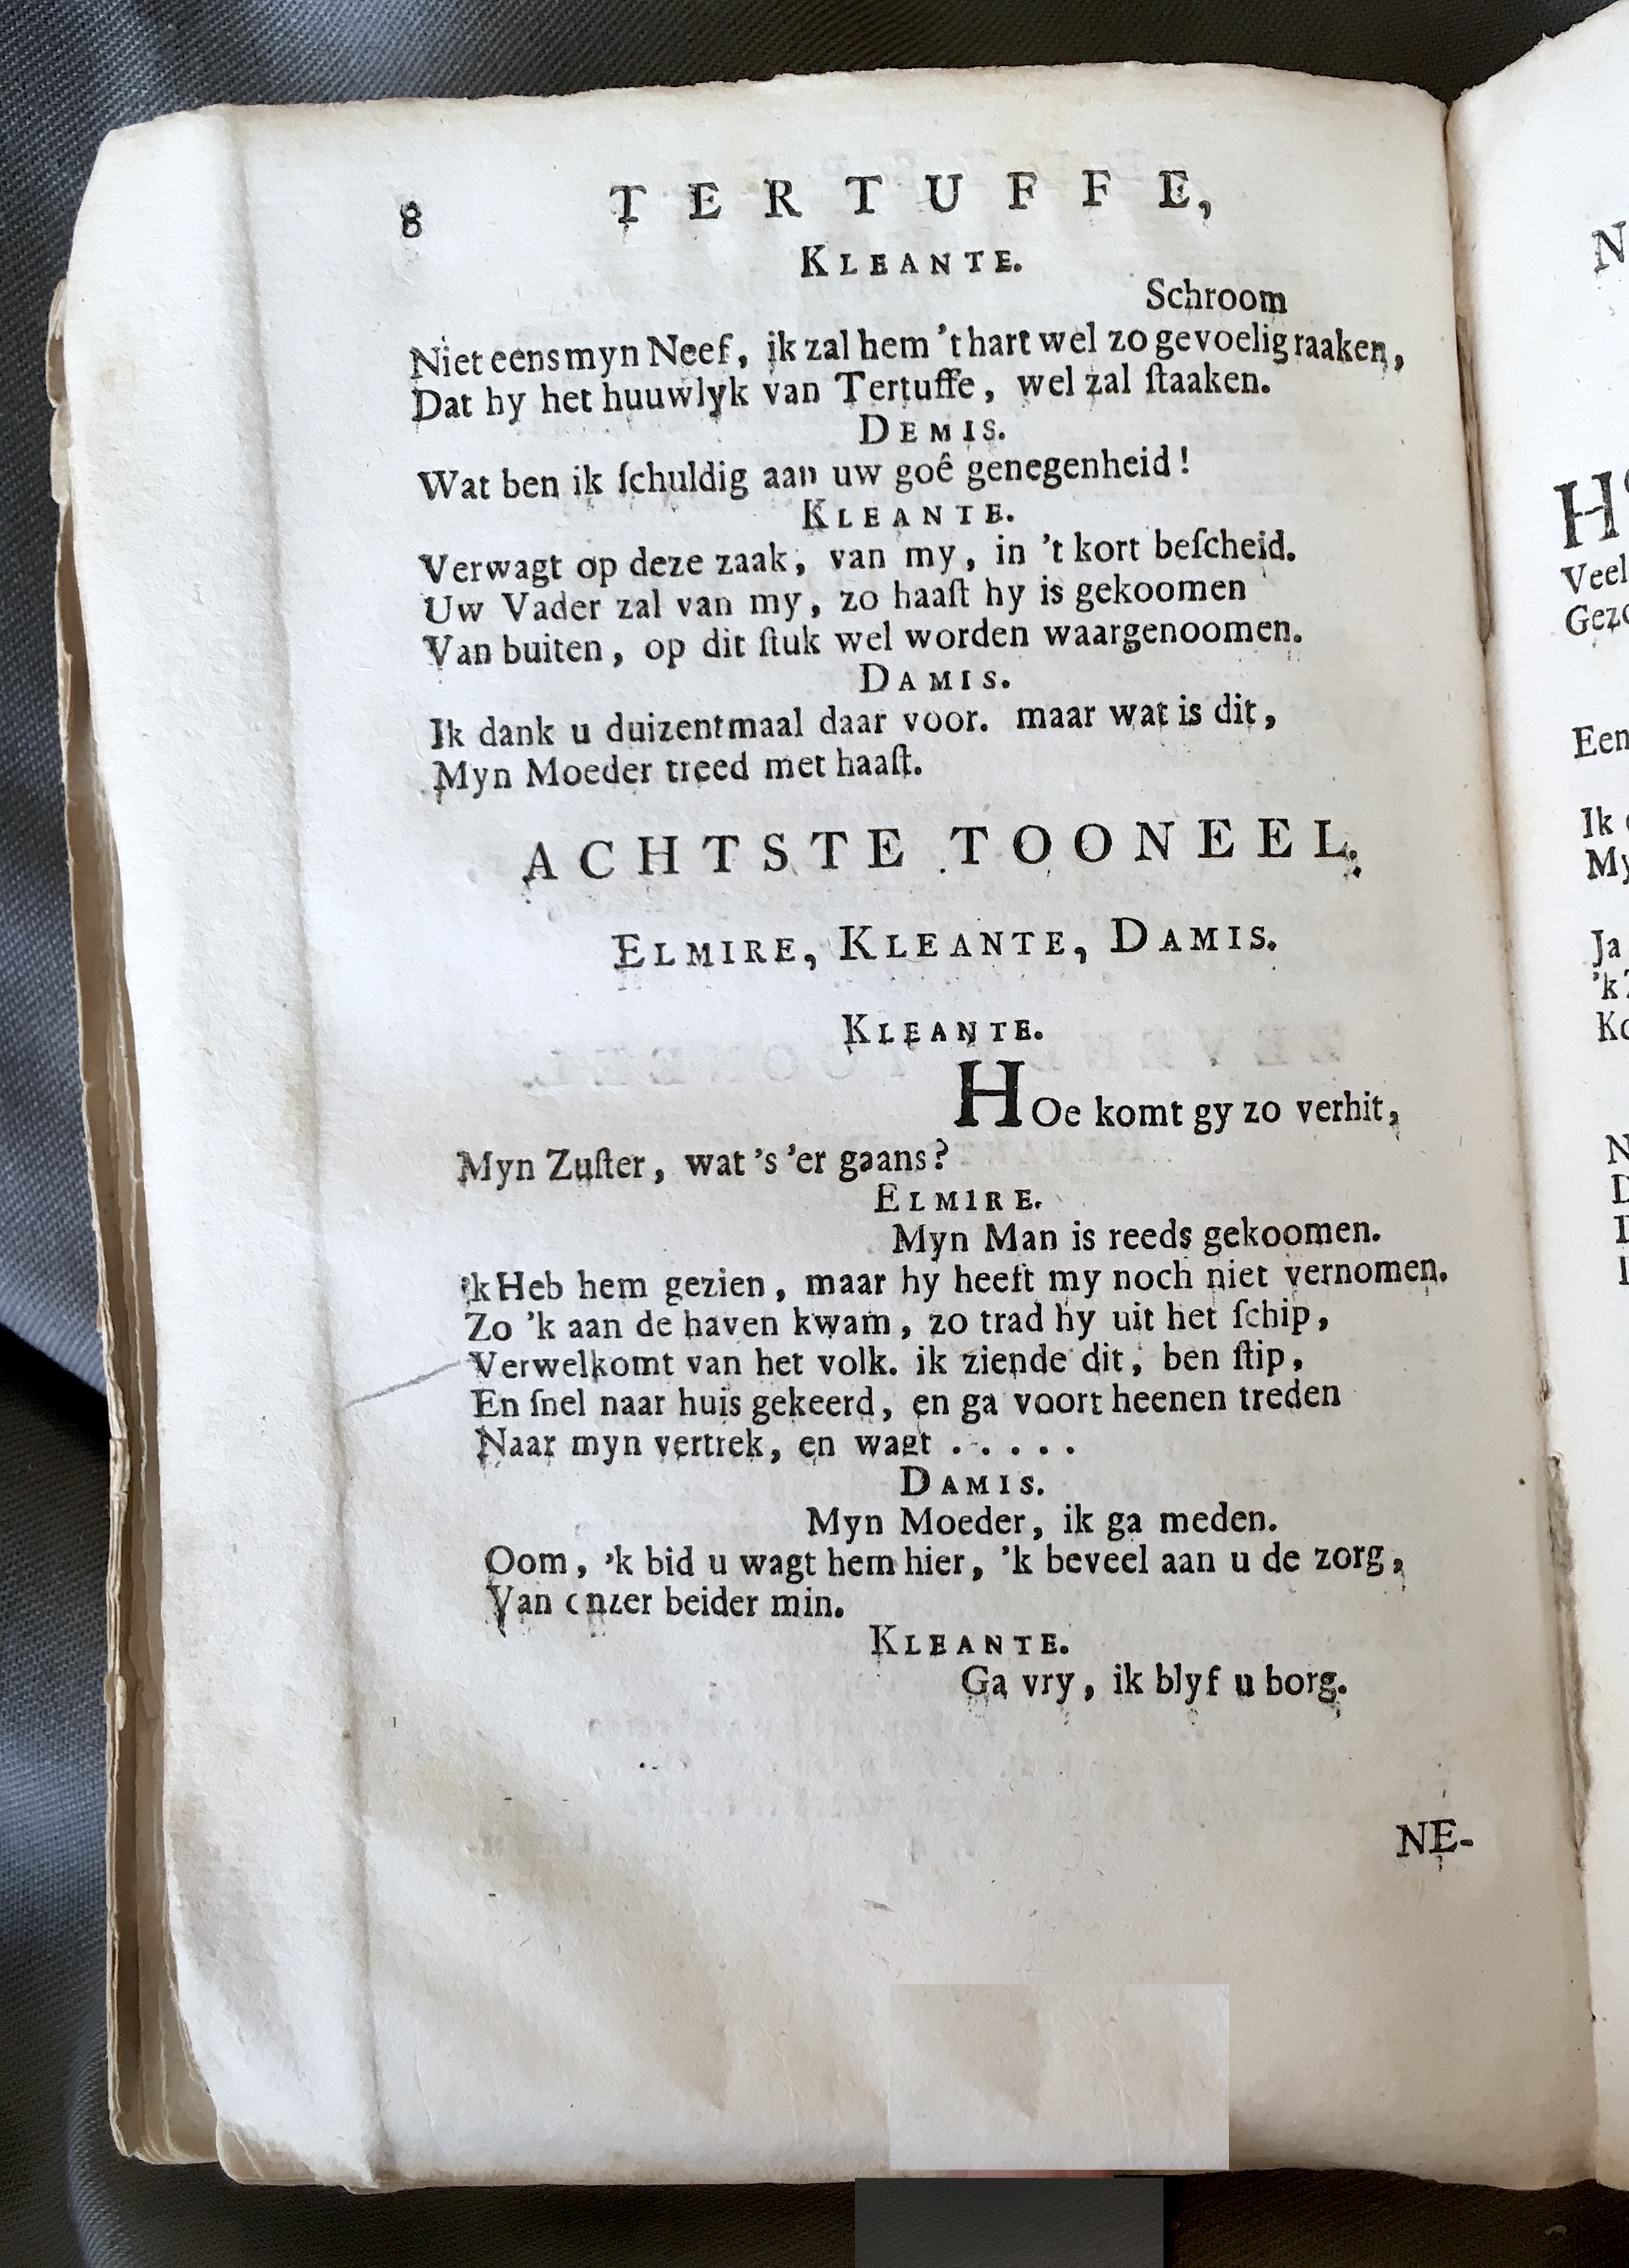 8 TERTUFFE,
KLEANTE.
Schroom
Niet eens myn Neef, ik zal hem 't hart wel zo gevoelig raaken,
Dat hy het huuwlyk van Tertuffe, wel zal ſtaaken.
DEMIS.
Wat ben ik ſchuldig aan uw goê genegenheid!
KLEANTE.
Verwagt op deze zaak, van my, in 't kort beſcheid.
Uw Vader zal van my, zo haaſt hy is gekoomen
Van buiten, op dit ſtuk wel worden waargenoomen.
DAMIS.
Ik dank u duizentmaal daar voor. maar wat is dit,
Myn Moeder treed met haaſt.
ACHTSTE TOONEEL.
ELMIRE, KLEANTE, DAMIS.
KLEANTE.
HOe komt gy zo verhit,
Myn Zuſter, wat 's 'er gaans?
ELMIRE.
Myn Man is reeds gekoomen.
'k Heb hem gezien, maar hy heeft my noch niet vernomen.
Zo 'k aan de haven kwam, zo trad hy uit het ſchip,
Verwelkomt van het volk. ik ziende dit, ben ſtip,
En ſnel naar huis gekeerd, en ga voort heenen treden
Naar myn vertrek, en wagt . . . . .
DAMIS.
Myn Moeder, ik ga meden.
Oom, 'k bid u wagt hem hier, 'k beveel aan u de zorg,
Van onzer beider min.
KLEANTE.
Ga vry, ik blyf u borg.
NE-
N
H
Veel
Gez
Een
Ik
My
Ja
'k
Ko
N
D